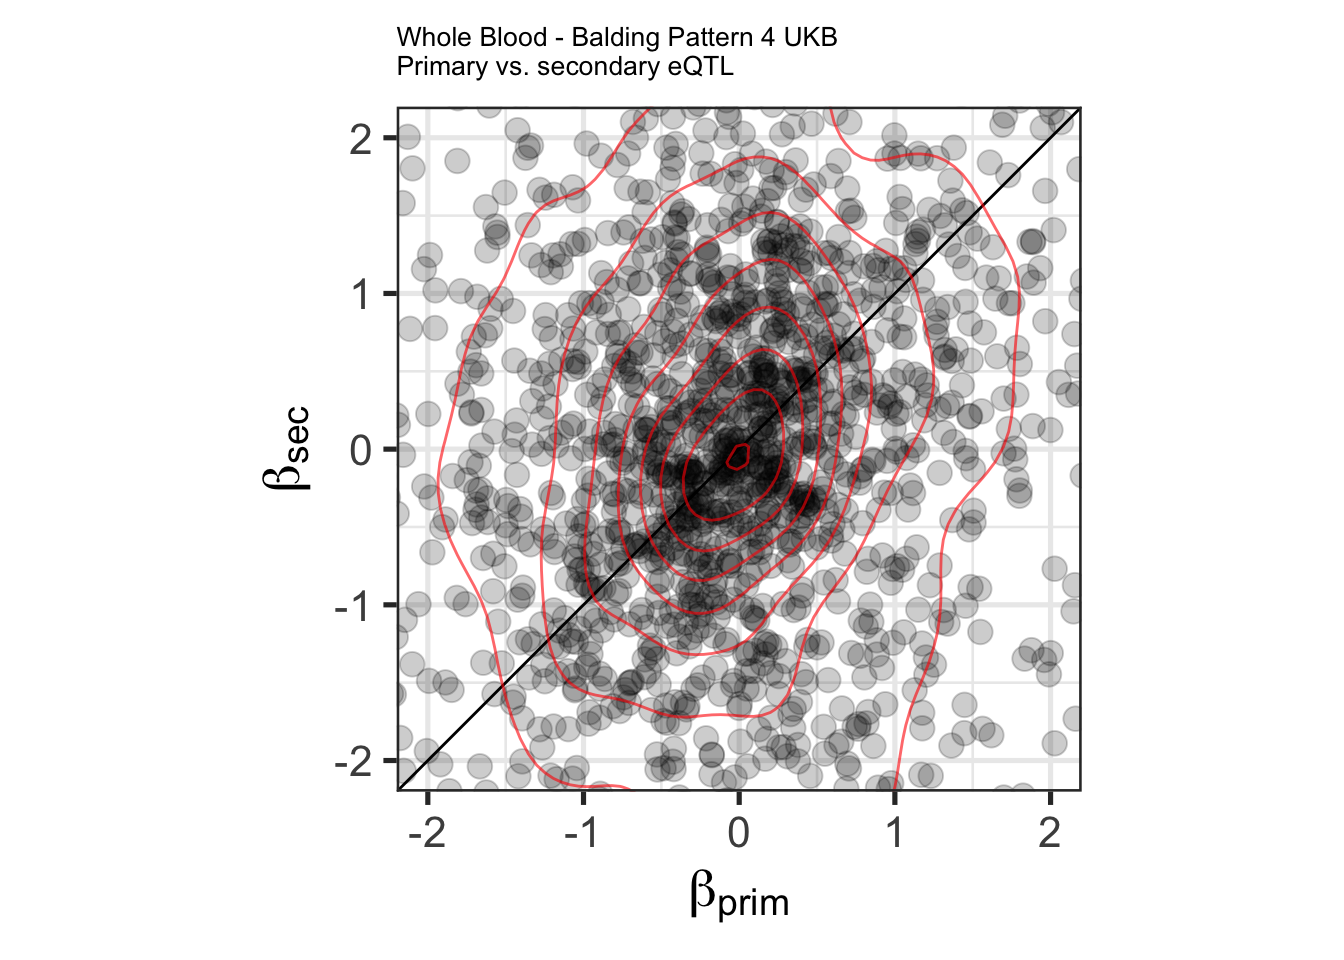 Whole Blood - Balding Pattern 4 UKB
Primary vs. secondary eQTL
2
1
0
-1
-2
βsec
-2 -1 0 1 2
βprim